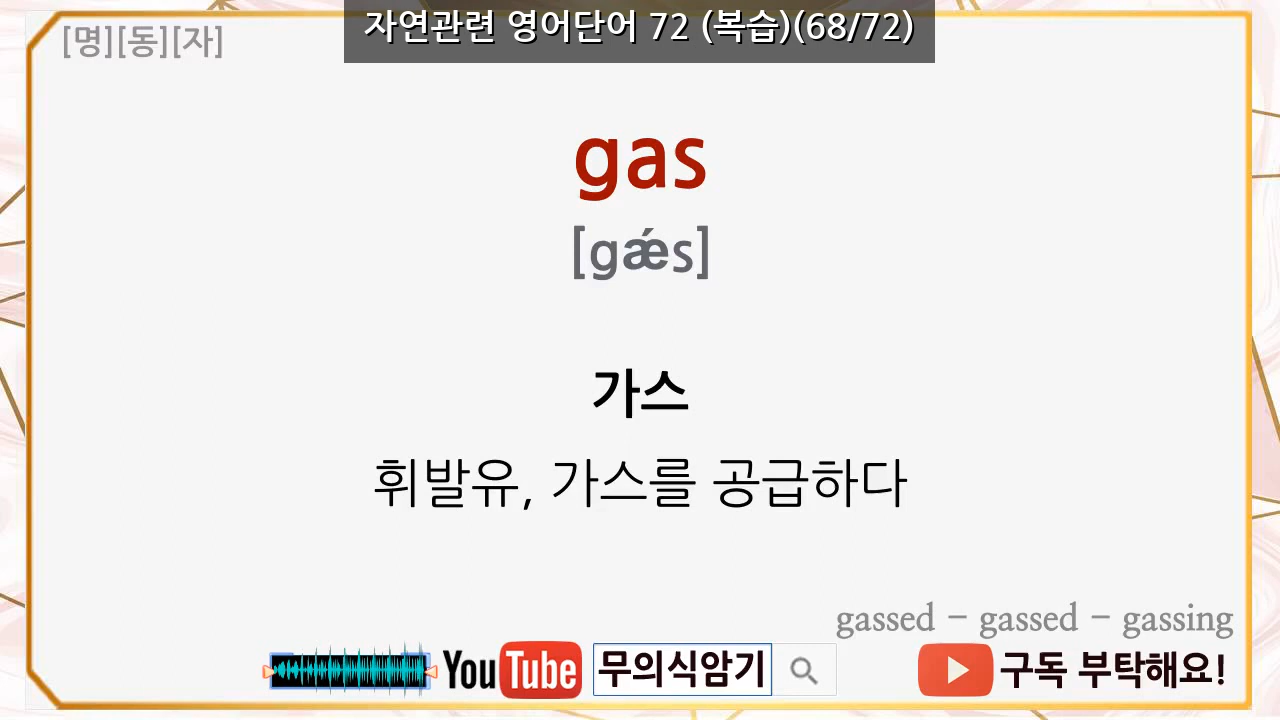 자연관련 영어단어 72 (복습)(68/72)
[명][동][자]
gas
[gǽs]
가스
휘발유, 가스를 공급하다
gassed - gassed - gassing
YouTube 무의식암기 구독 부탁해요!